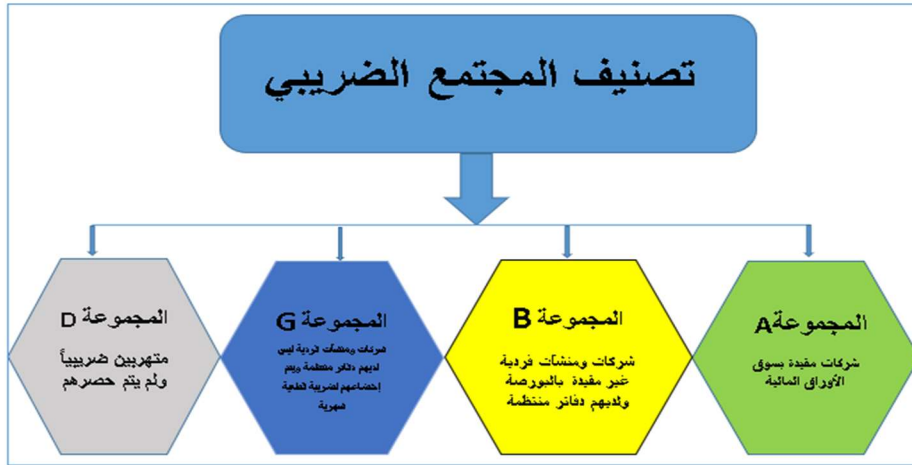 تصنيف المجتمع الضريبي
المجموعة A
شركات مقيدة بسوق
الأوراق المالية
المجموعة B
شركات ومنشآت فردية
غير مقيدة بالبورصة
ولديهم دفاتر منتظمة
المجموعة G
شركات ومنشآت فردية ليس
لديهم دفاتر منتظمة ويتم
إخضاعهم لضريبة قطعية
شهرية
المجموعة D
متهربين ضريبياً
ولم يتم حصرهم